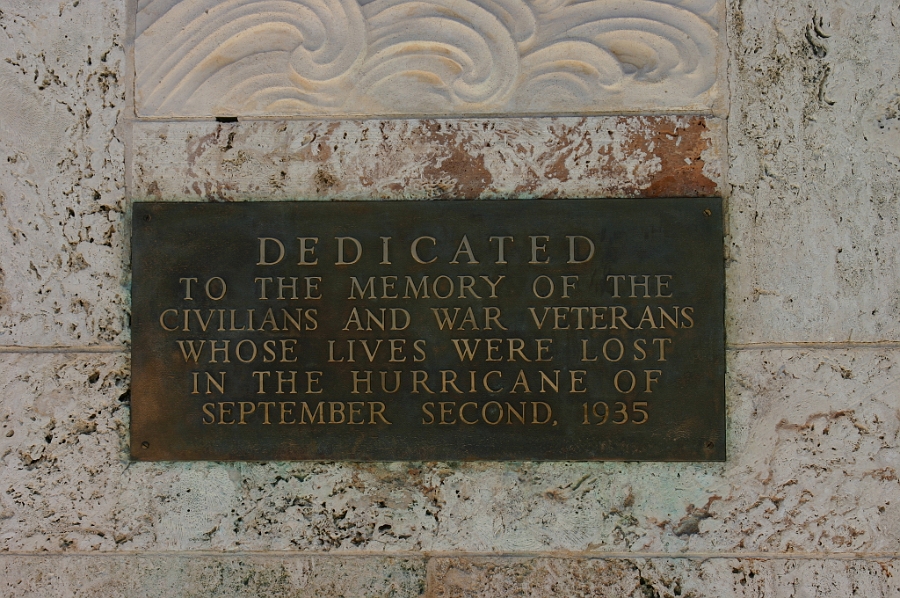 DEDICATED
TO THE MEMORY OF THE
CIVILIANS AND WAR VETERANS
WHOSE LIVES WERE LOST
IN THE HURRICANE OF
SEPTEMBER SECOND, 1935